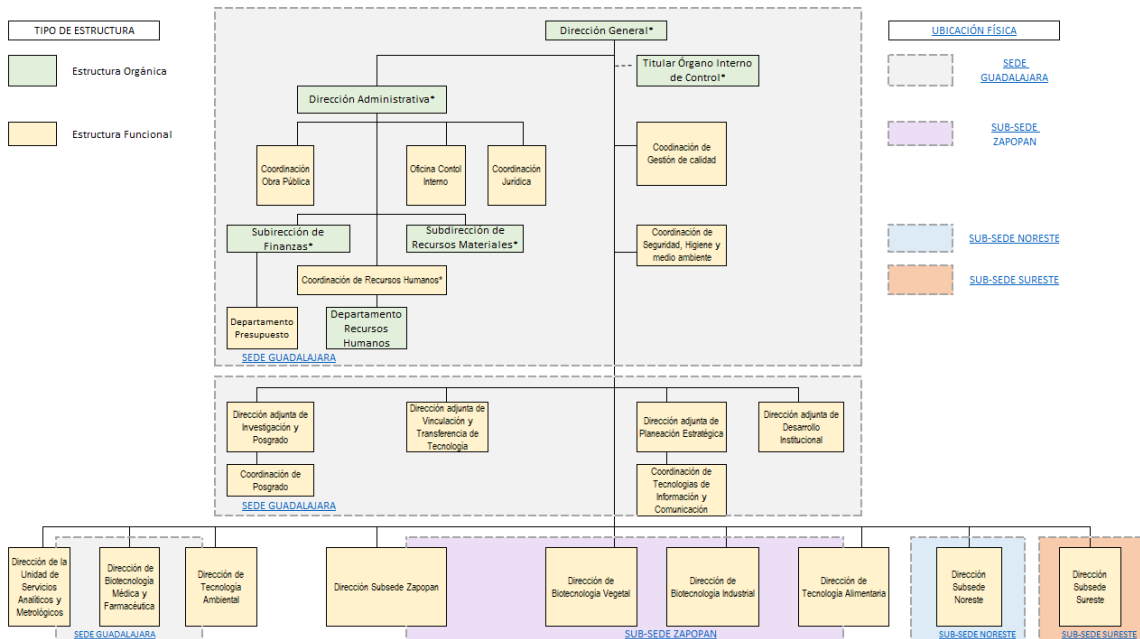 TIPO DE ESTRUCTURA
Estructura Orgánica
Estructura Funcional
Dirección General*
Titular Órgano Interno
de Control*
Dirección Administrativa*
Coordinación
Obra Pública
Oficina Contol
Interno
Coordinación
Jurídica
Coodinación de
Gestión de calidad
Subirección de
Finanzas*
Subdirección de
Recursos Materiales*
Coordinación de
Seguridad, Higiene y
medio ambiente
Coordinación de Recursos Humanos*
Departamento
Presupuesto
Departamento
Recursos
Humanos
SEDE GUADALAJARA
UBICACIÓN FÍSICA
SEDE
GUADALAJARA
SUB-SEDE
ZAPOPAN
SUB-SEDE NORESTE
SUB-SEDE SURESTE
Dirección adjunta de
Investigación y
Posgrado
Dirección adjunta de
Vinculación y
Transferencia de
Tecnología
Dirección adjunta de
Planeación Estratégica
Dirección adjunta de
Desarrollo
Institucional
Coordinación de
Posgrado
Coordinación de
Tecnologías de
Información y
Comunicación
SEDE GUADALAJARA
Dirección de la
Unidad de
Servicios
Analíticos y
Metrológicos
Dirección de
Biotecnología
Médica y
Farmacéutica
Dirección de
Tecnología
Ambiental
Dirección Subsede Zapopan
Dirección de
Biotecnología Vegetal
Dirección de
Biotecnología Industrial
Dirección de
Tecnología Alimentaria
Dirección
Subsede
Noreste
Dirección
Subsede
Sureste
SEDE GUADALAJARA
SUB-SEDE ZAPOPAN
SUB-SEDE NORESTE
SUB-SEDE SURESTE